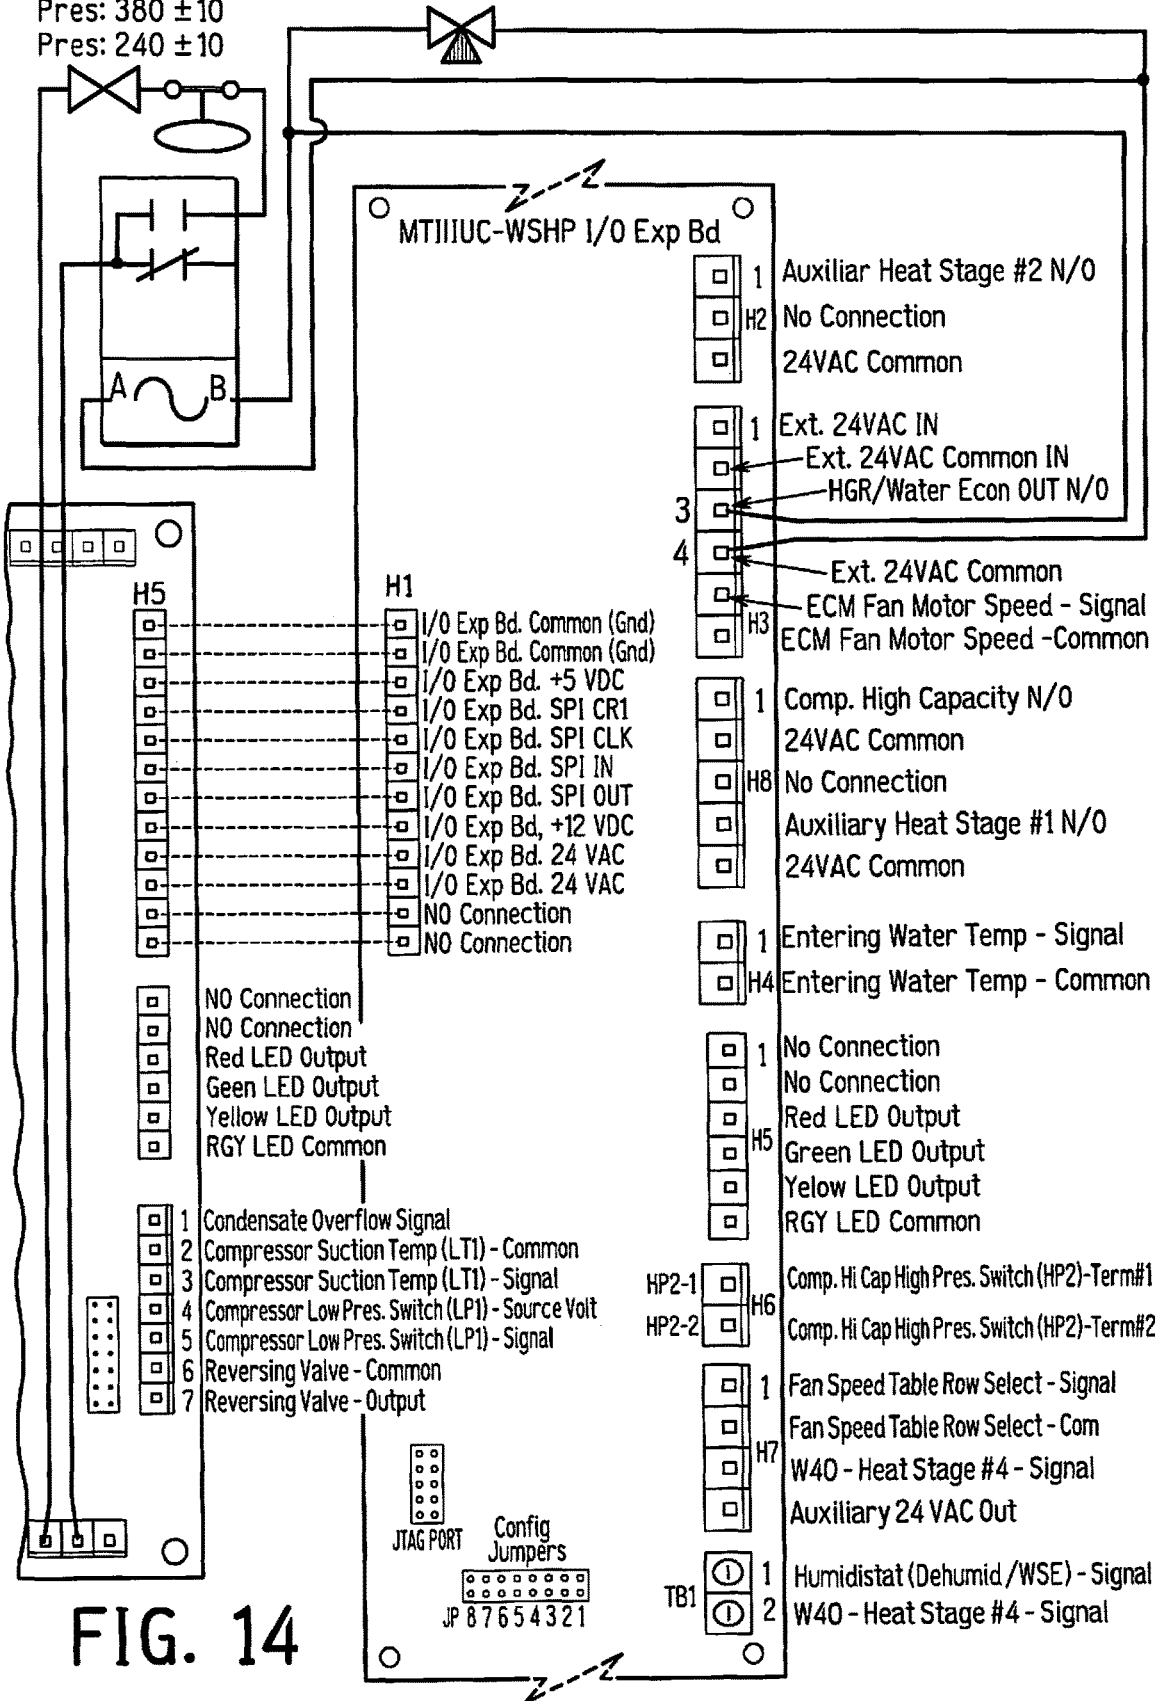 Pres: 380 ±10
Pres: 240 ±10
MTIIIUC-WSHP I/O Exp Bd
A B
1 Auxiliar Heat Stage #2 N/O
H2 No Connection
24VAC Common
1 Ext. 24VAC IN
Ext. 24VAC Common IN
HGR/Water Econ OUT N/O
3
4
Ext. 24VAC Common
ECM Fan Motor Speed - Signal
H3
ECM Fan Motor Speed -Common
H5
H1
I/O Exp Bd. Common (Gnd)
I/O Exp Bd. Common (Gnd)
I/O Exp Bd. +5 VDC
I/O Exp Bd. SPI CR1
I/O Exp Bd. SPI CLK
I/O Exp Bd. SPI IN
I/O Exp Bd. SPI OUT
I/O Exp Bd, +12 VDC
I/O Exp Bd. 24 VAC
I/O Exp Bd. 24 VAC
NO Connection
NO Connection
1 Comp. High Capacity N/O
24VAC Common
H8 No Connection
Auxiliary Heat Stage #1 N/O
24VAC Common
1 Entering Water Temp - Signal
H4 Entering Water Temp - Common
NO Connection
NO Connection
Red LED Output
Geen LED Output
Yellow LED Output
RGY LED Common
1 No Connection
No Connection
Red LED Output
H5
Green LED Output
Yelow LED Output
RGY LED Common
1 Condensate Overflow Signal
2 Compressor Suction Temp (LT1) - Common
3 Compressor Suction Temp (LT1) - Signal
4 Compressor Low Pres. Switch (LP1) - Source Volt
5 Compressor Low Pres. Switch (LP1) - Signal
6 Reversing Valve - Common
7 Reversing Valve - Output
HP2-1 Comp. Hi Cap High Pres. Switch (HP2)-Term#1
H6
HP2-2 Comp. Hi Cap High Pres. Switch (HP2)-Term#2
1 Fan Speed Table Row Select - Signal
Fan Speed Table Row Select - Com
H7
W40 - Heat Stage #4 - Signal
Auxiliary 24 VAC Out
JTAG PORT
Config
Jumpers
JP 8 7 6 5 4 3 2 1
TB1
1 Humidistat (Dehumid/WSE) - Signal
2 W40 - Heat Stage #4 - Signal
FIG. 14